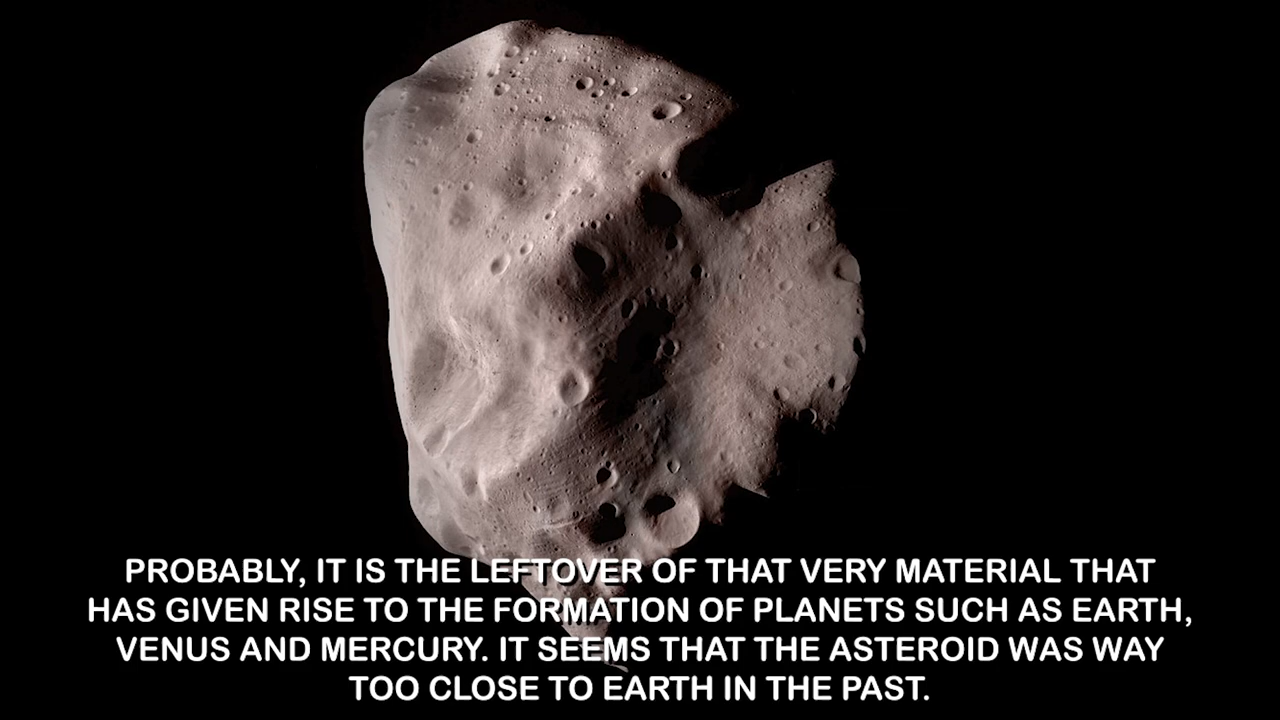 PROBABLY, IT IS THE LEFTOVER OF THAT VERY MATERIAL THAT
HAS GIVEN RISE TO THE FORMATION OF PLANETS SUCH AS EARTH,
VENUS AND MERCURY. IT SEEMS THAT THE ASTEROID WAS WAY
TOO CLOSE TO EARTH IN THE PAST.